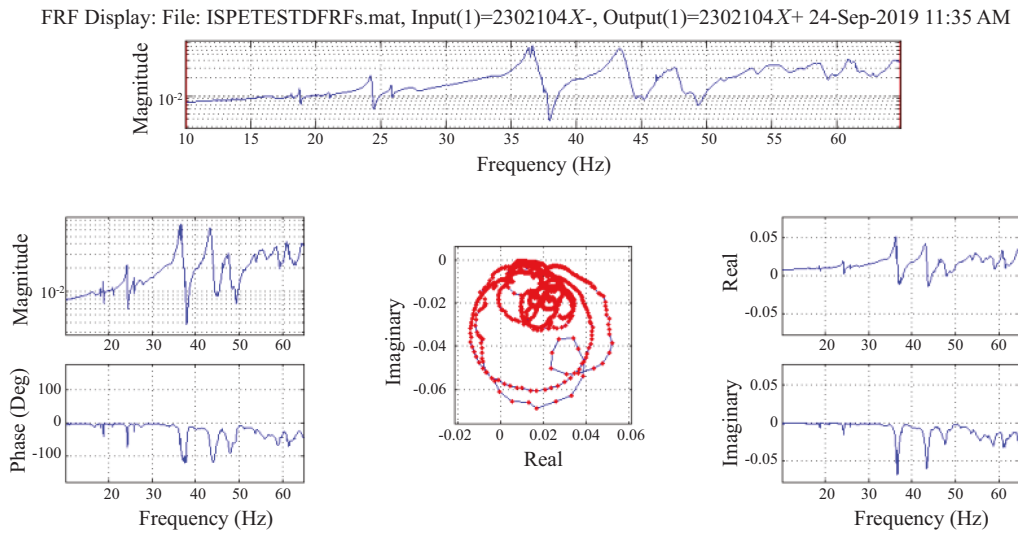 FRF Display: File: ISPETESTDFRFs.mat, Input(1)=2302104X-, Output(1)=2302104X+ 24-Sep-2019 11:35 AM
Magnitude
10-2
10 15 20 25 30 35 40 45 50 55 60
Frequency (Hz)
Magnitude
10-2
20 30 40 50 60
Phase (Deg)
100
0
-100
20 30 40 50 60
Frequency (Hz)
Imaginary
0
-0.02
-0.04
-0.06
-0.02 0 0.02 0.04 0.06
Real
Real
0.05
0
-0.05
20 30 40 50 60
Imaginary
0.05
0
-0.05
20 30 40 50 60
Frequency (Hz)